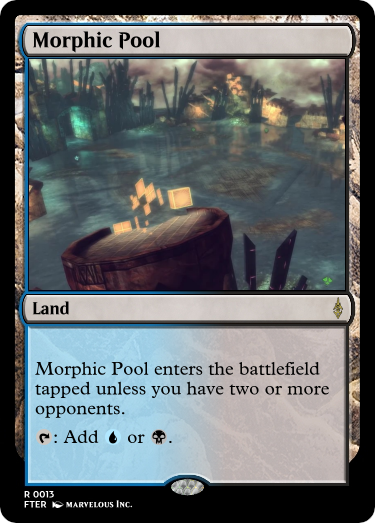 Morphic Pool
Land
Morphic Pool enters the battlefield
tapped unless you have two or more
opponents.
: Add or .
R 0013
FTER MARVELOUS INC.